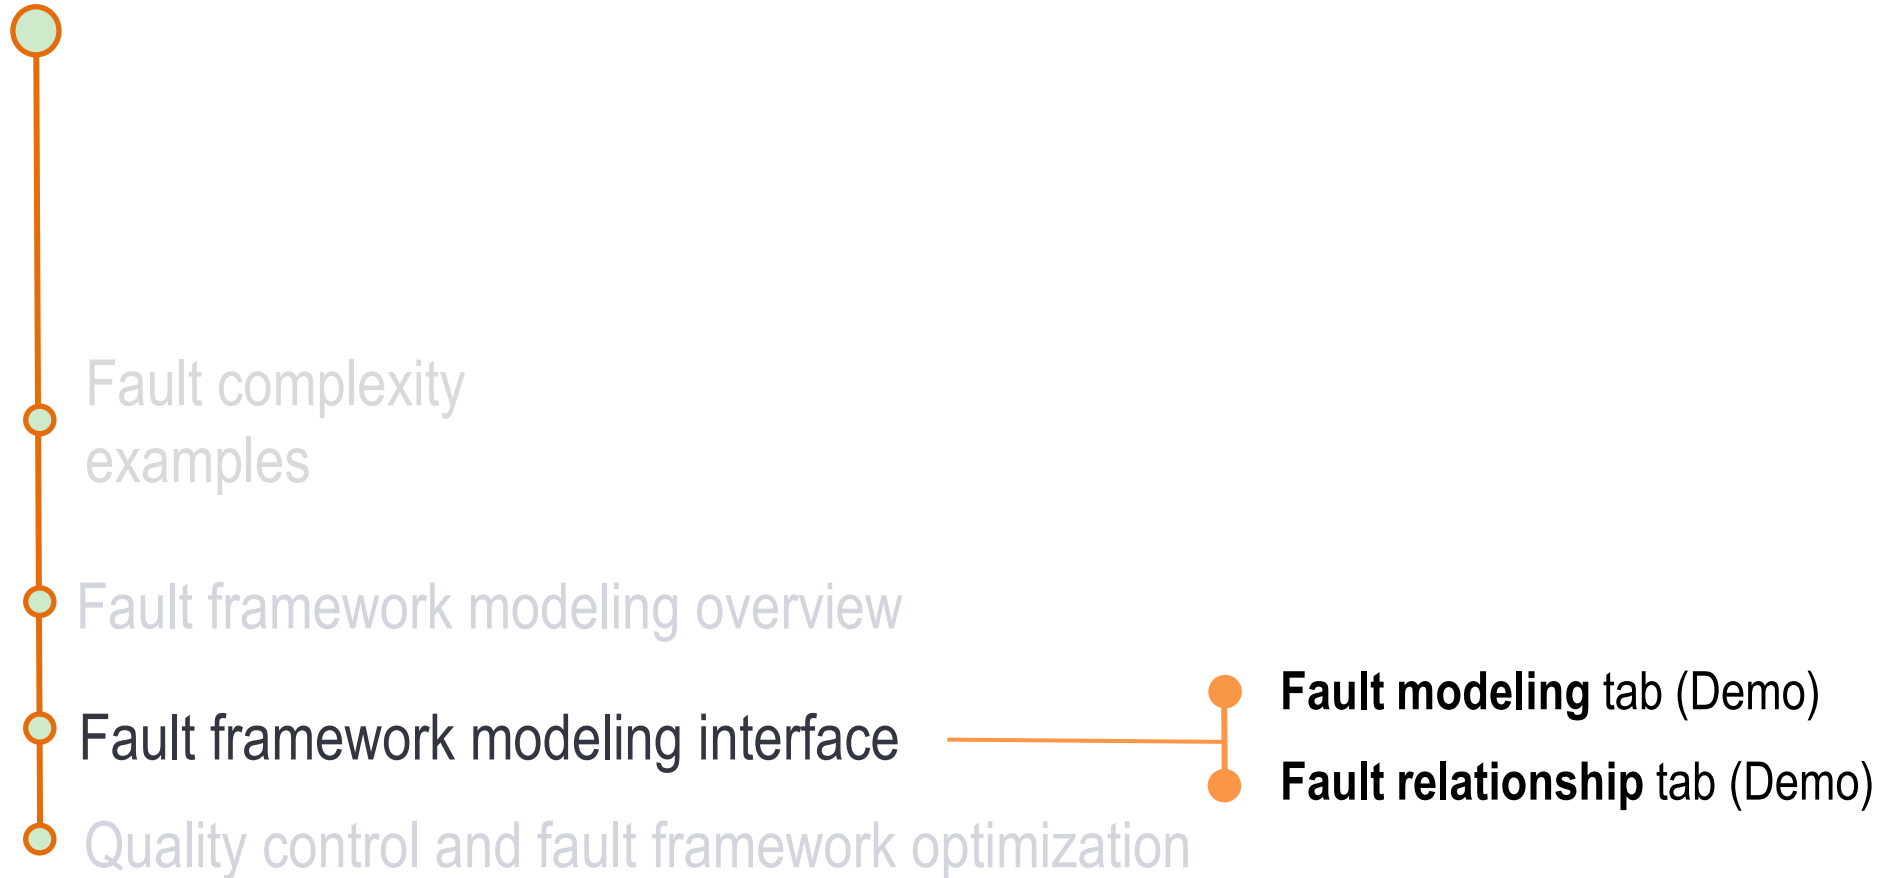 Fault complexity
examples
Fault framework modeling overview
Fault framework modeling interface
Fault modeling tab (Demo)
Fault relationship tab (Demo)
Quality control and fault framework optimization